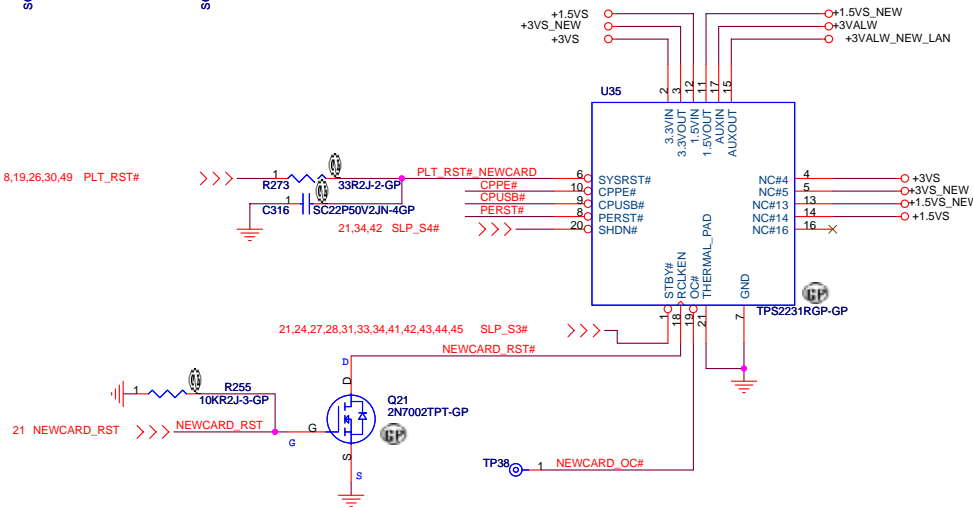 +1.5VS
+3VS_NEW
+3VS
+1.5VS_NEW
+3VALW
+3VALW_NEW_LAN
U35
2
3
12
11
17
15
3.3VIN
3.3VOUT
1.5VIN
1.5VOUT
AUXIN
AUXOUT
8,19,26,30,49 PLT_RST#
1
R273
33R2J-2-GP
C316
SC22P50V2JN-4GP
PLT_RST#_NEWCARD
CPPE#
CPUSB#
PERST#
21,34,42 SLP_S4#
6
10
9
8
20
SYSRST#
CPPE#
CPUSB#
PERST#
SHDN#
NC#4
NC#5
NC#13
NC#14
NC#16
4
5
13
14
16
+3VS
+3VS_NEW
+1.5VS_NEW
+1.5VS
STBY#
RCLKEN
OC#
THERMAL_PAD
GND
1
18
19
21
7
GP
TPS2231RGP-GP
21,24,27,28,31,33,34,41,42,43,44,45 SLP_S3#
NEWCARD_RST#
D
D
1
R255
10KR2J-3-GP
Q21
2N7002TPT-GP
GP
21 NEWCARD_RST
NEWCARD_RST
G
G
S
S
TP38
1
NEWCARD_OC#